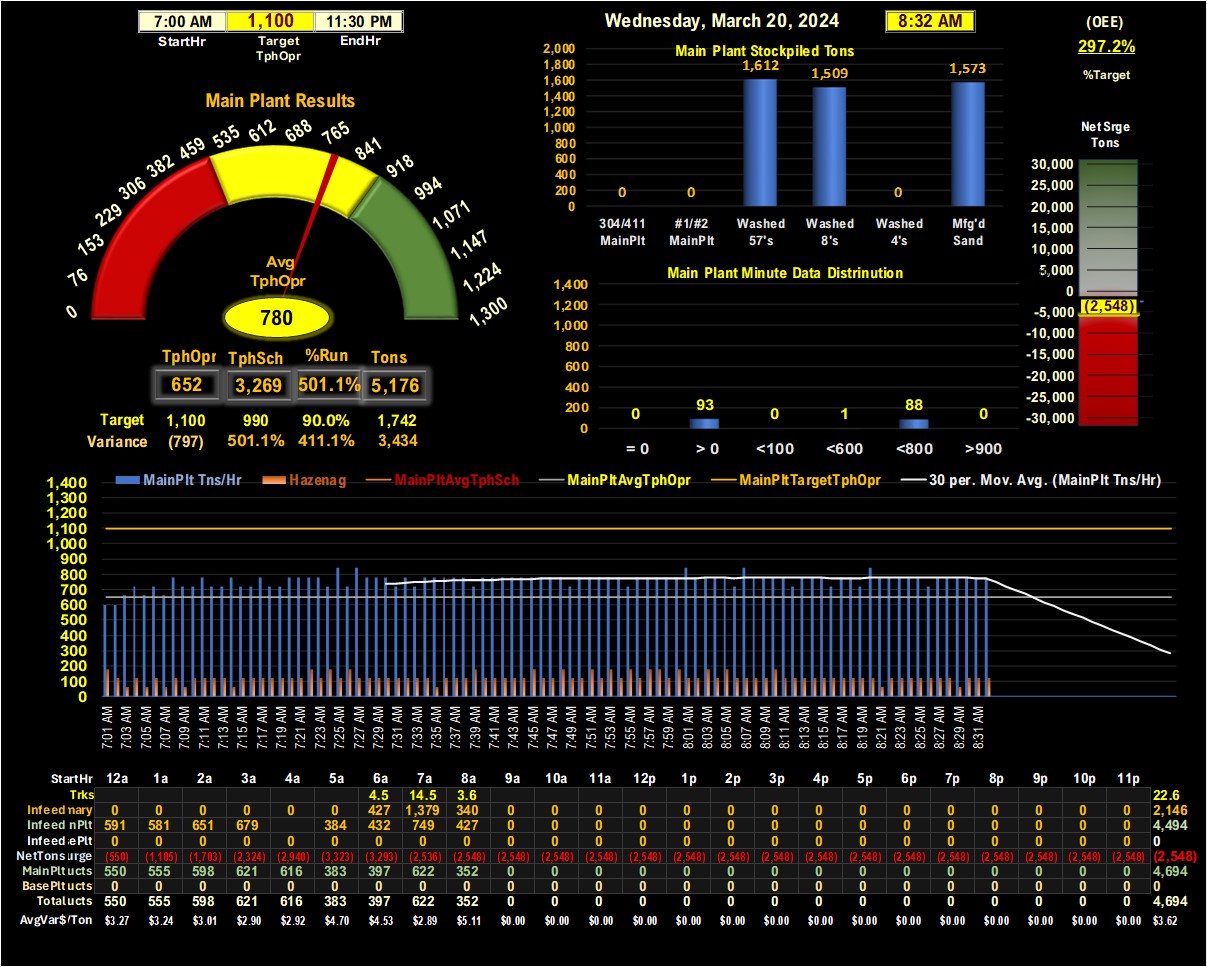 7:00 AM 1,100 11:30 PM
StartHr Target TphOpr EndHr
Wednesday, March 20, 2024 8:32 AM
(OEE)
297.2%
%Target
Main Plant Results
0 76 153 229 306 382 459 535 612 688 765 841 918 994 1,071 1,147 1,224 1,300
Avg
TphOpr
780
TphOpr TphSch %Run Tons
652 3,269 501.1% 5,176
Target 1,100 990 90.0% 1,742
Variance (797) 501.1% 411.1% 3,434
Main Plant Stockpiled Tons
2,000
1,800
1,600
1,400
1,200
1,000
800
600
400
200
0
0 0 1,612 1,509 0 1,573
304/411 #1/#2 Washed Washed Washed Mfg'd
MainPlt MainPlt 57's 8's 4's Sand
Main Plant Minute Data Distrinution
1,400
1,200
1,000
800
600
400
200
0
0 93 0 1 88 0
= 0 > 0 <100 <600 <800 >900
Net Srge
Tons
30,000
25,000
20,000
15,000
10,000
5,000
0
-5,000
-10,000
-15,000
-20,000
-25,000
-30,000
(2,548)
MainPlt Tns/Hr Hazenag MainPltAvgTphSch MainPltAvgTphOpr MainPltTargetTphOpr 30 per. Mov. Avg. (MainPlt Tns/Hr)
1,400
1,300
1,200
1,100
1,000
900
800
700
600
500
400
300
200
100
0
7:01 AM 7:03 AM 7:05 AM 7:07 AM 7:09 AM 7:11 AM 7:13 AM 7:15 AM 7:17 AM 7:19 AM 7:21 AM 7:23 AM 7:25 AM 7:27 AM 7:29 AM 7:31 AM 7:33 AM 7:35 AM 7:37 AM 7:39 AM 7:41 AM 7:43 AM 7:45 AM 7:47 AM 7:49 AM 7:51 AM 7:53 AM 7:55 AM 7:57 AM 7:59 AM 8:01 AM 8:03 AM 8:05 AM 8:07 AM 8:09 AM 8:11 AM 8:13 AM 8:15 AM 8:17 AM 8:19 AM 8:21 AM 8:23 AM 8:25 AM 8:27 AM 8:29 AM 8:31 AM
StartHr 12a 1a 2a 3a 4a 5a 6a 7a 8a 9a 10a 11a 12p 1p 2p 3p 4p 5p 6p 7p 8p 9p 10p 11p
Trks 4.5 14.5 3.6 22.6
Infeed nary 0 0 0 0 0 0 427 1,379 340 0 0 0 0 0 0 0 0 0 0 0 0 0 0 0 2,146
Infeed nPlt 591 581 651 679 384 432 749 427 0 0 0 0 0 0 0 0 0 0 0 0 0 0 0 4,494
Infeed ePlt 0 0 0 0 0 0 0 0 0 0 0 0 0 0 0 0 0 0 0 0 0 0 0 0
NetTons urge (550) (1,105) (1,703) (2,324) (2,940) (3,323) (3,293) (2,536) (2,548) (2,548) (2,548) (2,548) (2,548) (2,548) (2,548) (2,548) (2,548) (2,548) (2,548) (2,548) (2,548) (2,548) (2,548) (2,548) (2,548)
MainPlt ucts 550 555 598 621 616 383 397 622 352 0 0 0 0 0 0 0 0 0 0 0 0 0 0 0 4,694
BasePlt ucts 0 0 0 0 0 0 0 0 0 0 0 0 0 0 0 0 0 0 0 0 0 0 0 0 0
Total ucts 550 555 598 621 616 383 397 622 352 0 0 0 0 0 0 0 0 0 0 0 0 0 0 0 4,694
AvgVar$/Ton $3.27 $3.24 $3.01 $2.90 $2.92 $4.70 $4.53 $2.89 $5.11 $0.00 $0.00 $0.00 $0.00 $0.00 $0.00 $0.00 $0.00 $0.00 $0.00 $0.00 $0.00 $0.00 $0.00 $0.00 $3.62